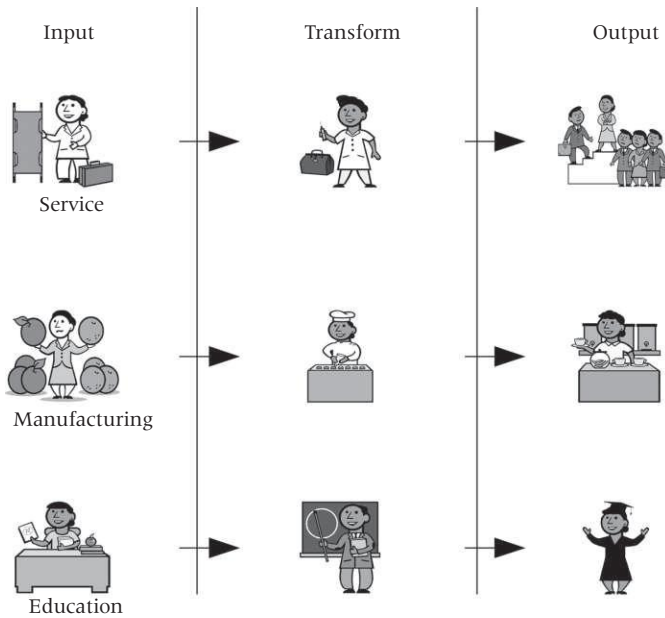 Input
Transform
Output
Service
Manufacturing
Education